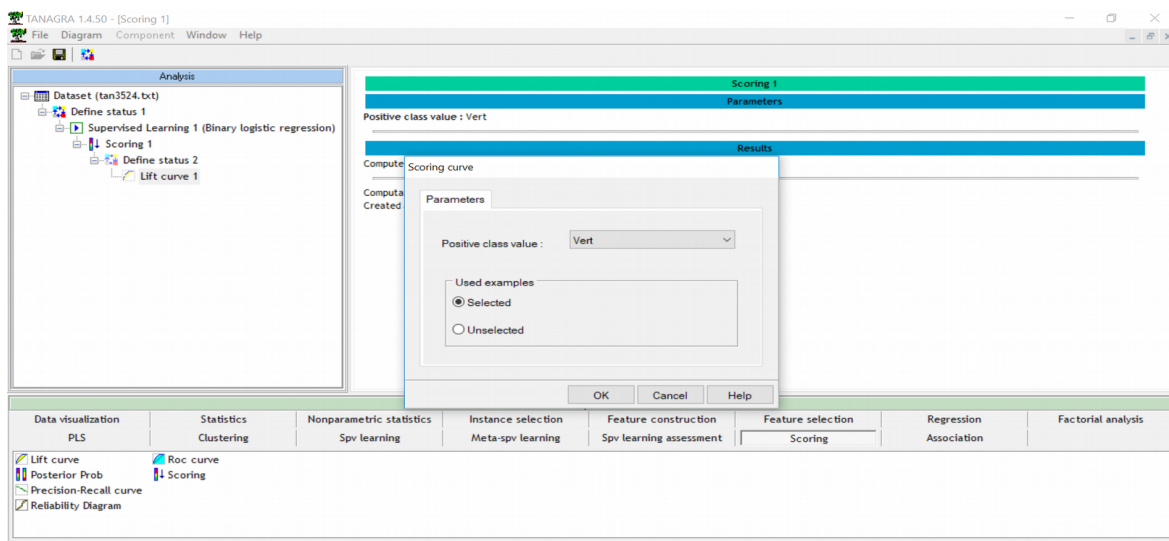 TANAGRA 1.4.50 - [Scoring 1]
File Diagram Component Window Help
Analysis
Dataset (tan3524.txt)
Define status 1
Supervised Learning 1 (Binary logistic regression)
Scoring 1
Define status 2
Lift curve 1
Scoring 1
Parameters
Positive class value : Vert
Results
Compute
Computa
Created
Scoring curve
Parameters
Positive class value :
Vert
Used examples
Selected
Unselected
OK Cancel Help
Data visualization Statistics Nonparametric statistics Instance selection Feature construction Feature selection Regression Factorial analysis
PLS Clustering Spv learning Meta-spv learning Spv learning assessment Scoring Association
Lift curve Roc curve
Posterior Prob Scoring
Precision-Recall curve
Reliability Diagram